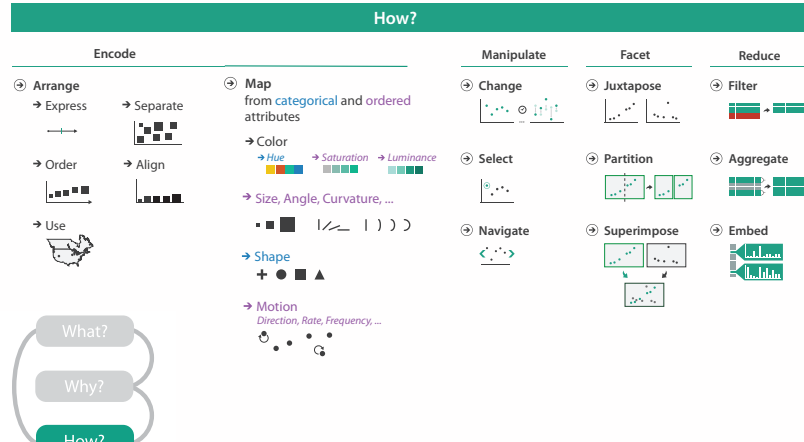 How?
Encode
Manipulate
Facet
Reduce
Arrange
Express
Separate
Order
Align
Use
Map
from categorical and ordered
attributes
Color
Hue
Saturation
Luminance
Size, Angle, Curvature, ...
Shape
Motion
Direction, Rate, Frequency, ...
Change
Select
Navigate
Juxtapose
Partition
Superimpose
Filter
Aggregate
Embed
What?
Why?
How?